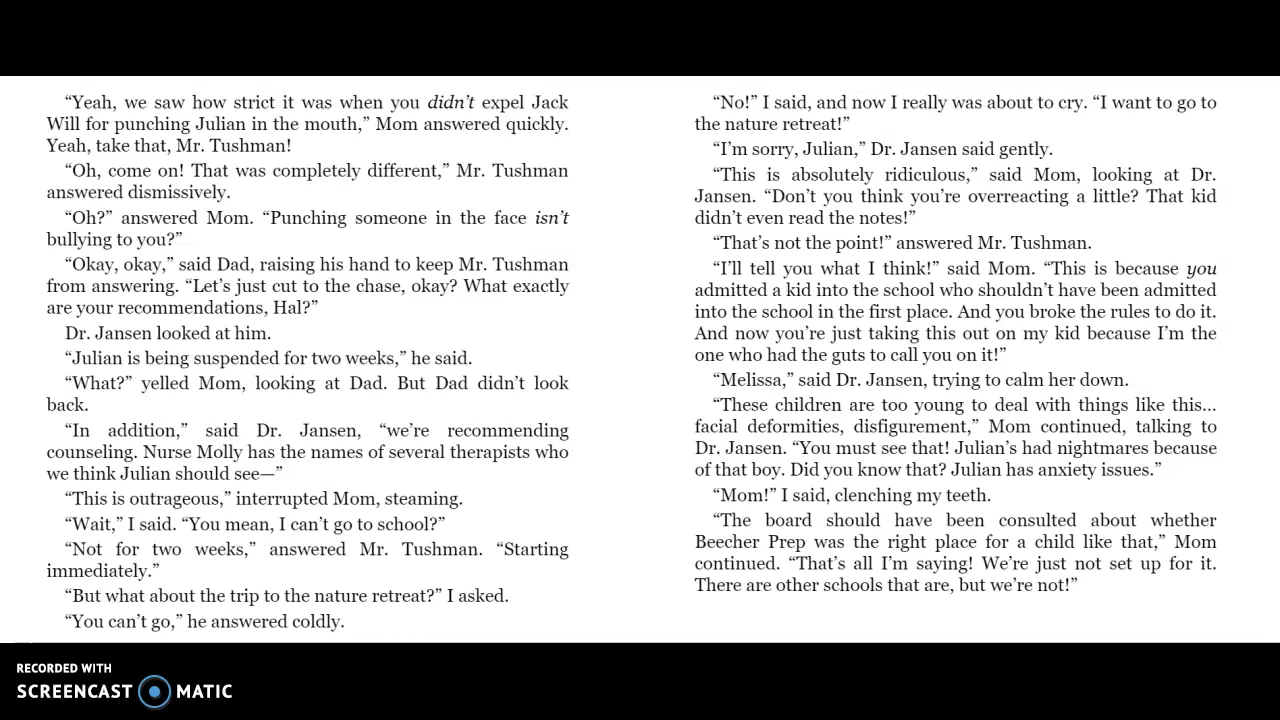 “Yeah, we saw how strict it was when you didn’t expel Jack
Will for punching Julian in the mouth,” Mom answered quickly.
Yeah, take that, Mr. Tushman!
“Oh, come on! That was completely different,” Mr. Tushman
answered dismissively.
“Oh?” answered Mom. “Punching someone in the face isn’t
bullying to you?”
“Okay, okay,” said Dad, raising his hand to keep Mr. Tushman
from answering. “Let’s just cut to the chase, okay? What exactly
are your recommendations, Hal?”
Dr. Jansen looked at him.
“Julian is being suspended for two weeks,” he said.
“What?” yelled Mom, looking at Dad. But Dad didn’t look
back.
“In addition,” said Dr. Jansen, “we’re recommending
counseling. Nurse Molly has the names of several therapists who
we think Julian should see—”
“This is outrageous,” interrupted Mom, steaming.
“Wait,” I said. “You mean, I can’t go to school?”
“Not for two weeks,” answered Mr. Tushman. “Starting
immediately.”
“But what about the trip to the nature retreat?” I asked.
“You can’t go,” he answered coldly.
“No!” I said, and now I really was about to cry. “I want to go to
the nature retreat!”
“I’m sorry, Julian,” Dr. Jansen said gently.
“This is absolutely ridiculous,” said Mom, looking at Dr.
Jansen. “Don’t you think you’re overreacting a little? That kid
didn’t even read the notes!”
“That’s not the point!” answered Mr. Tushman.
“I’ll tell you what I think!” said Mom. “This is because you
admitted a kid into the school who shouldn’t have been admitted
into the school in the first place. And you broke the rules to do it.
And now you’re just taking this out on my kid because I’m the
one who had the guts to call you on it!”
“Melissa,” said Dr. Jansen, trying to calm her down.
“These children are too young to deal with things like this…
facial deformities, disfigurement,” Mom continued, talking to
Dr. Jansen. “You must see that! Julian’s had nightmares because
of that boy. Did you know that? Julian has anxiety issues.”
“Mom!” I said, clenching my teeth.
“The board should have been consulted about whether
Beecher Prep was the right place for a child like that,” Mom
continued. “That’s all I’m saying! We’re just not set up for it.
There are other schools that are, but we’re not!”
RECORDED WITH
SCREENCAST MATIC